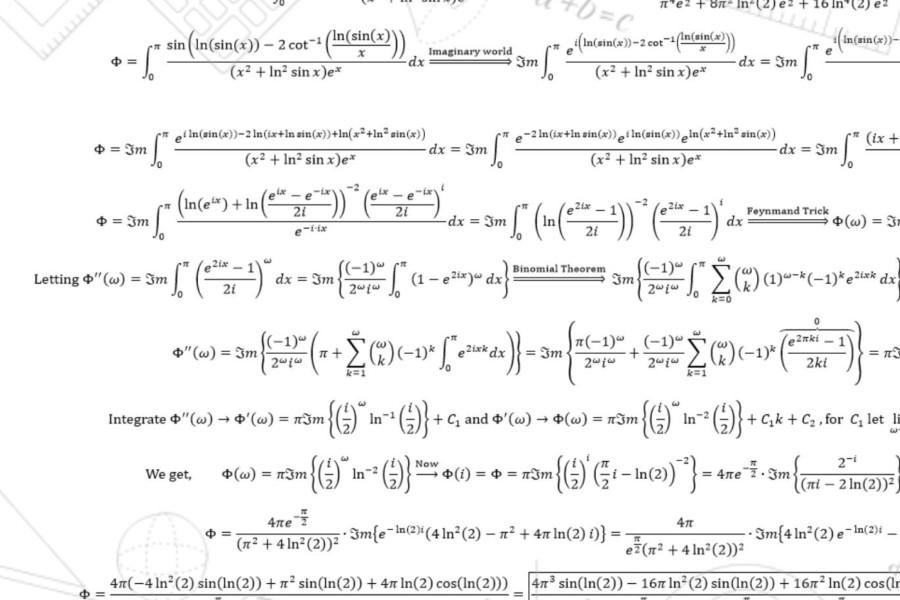 π⁴e^{π/2} + 8π² ln²(2) e^{π/2} + 16 ln⁴(2) e^{π/2}
a+b=c
Φ = ∫₀^π sin(ln(sin(x)) − 2 cot⁻¹(ln(sin(x))/x)) / ((x² + ln² sin x)eˣ) dx Imaginary world ⟹ ℑm ∫₀^π e^{i(ln(sin(x))−2 cot⁻¹(ln(sin(x))/x))} / ((x² + ln² sin x)eˣ) dx = ℑm ∫₀^π e^{i(ln(sin(x))−
Φ = ℑm ∫₀^π e^{i ln(sin(x))−2 ln(ix+ln sin(x))+ln(x²+ln² sin(x))} / ((x² + ln² sin x)eˣ) dx = ℑm ∫₀^π e^{−2 ln(ix+ln sin(x))} e^{i ln(sin(x))} e^{ln(x²+ln² sin(x))} / ((x² + ln² sin x)eˣ) dx = ℑm ∫₀^π (ix +
Φ = ℑm ∫₀^π (ln(e^{ix}) + ln((e^{ix} − e^{−ix})/2i))^{−2} ((e^{ix} − e^{−ix})/2i)^i / e^{−i·ix} dx = ℑm ∫₀^π (ln((e^{2ix} − 1)/2i))^{−2} ((e^{2ix} − 1)/2i)^i dx Feynmand Trick ⟹ Φ(ω) = ℑm
Letting Φ′′(ω) = ℑm ∫₀^π ((e^{2ix} − 1)/2i)^ω dx = ℑm{(−1)^ω/(2^ω i^ω) ∫₀^π (1 − e^{2ix})^ω dx} Binomial Theorem ⟹ ℑm{(−1)^ω/(2^ω i^ω) ∫₀^π ∑_{k=0}^ω (ω k) (1)^{ω−k}(−1)^k e^{2ixk} dx}
Φ′′(ω) = ℑm{(−1)^ω/(2^ω i^ω) (π + ∑_{k=1}^ω (ω k) (−1)^k ∫₀^π e^{2ixk} dx)} = ℑm{π(−1)^ω/(2^ω i^ω) + (−1)^ω/(2^ω i^ω) ∑_{k=1}^ω (ω k) (−1)^k (e^{2πki} − 1)/2ki ⏞ 0} = πℑ
Integrate Φ′′(ω) → Φ′(ω) = πℑm{(i/2)^ω ln⁻¹(i/2)} + C₁ and Φ′(ω) → Φ(ω) = πℑm{(i/2)^ω ln⁻²(i/2)} + C₁k + C₂ , for C₁ let li
We get, Φ(ω) = πℑm{(i/2)^ω ln⁻²(i/2)} Now → Φ(i) = Φ = πℑm{(i/2)^i (π/2 i − ln(2))^{−2}} = 4πe^{−π/2} · ℑm{2^{−i}/(πi − 2 ln(2))²}
Φ = 4πe^{−π/2}/(π² + 4 ln²(2))² · ℑm{e^{−ln(2)i}(4 ln²(2) − π² + 4π ln(2) i)} = 4π/(e^{π/2}(π² + 4 ln²(2))²) · ℑm{4 ln²(2) e^{−ln(2)i} −
Φ = 4π(−4 ln²(2) sin(ln(2)) + π² sin(ln(2)) + 4π ln(2) cos(ln(2))) = 4π³ sin(ln(2)) − 16π ln²(2) sin(ln(2)) + 16π² ln(2) cos(ln